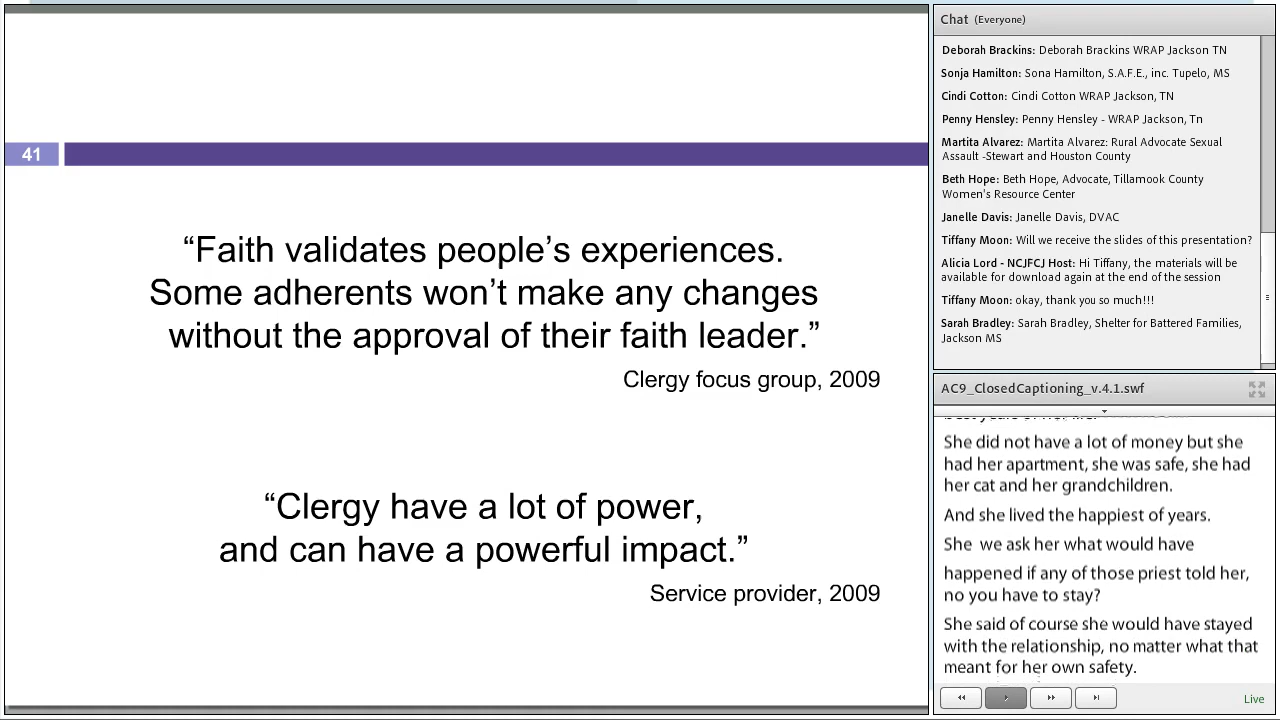 41
“Faith validates people’s experiences.
Some adherents won’t make any changes
without the approval of their faith leader.”
Clergy focus group, 2009
“Clergy have a lot of power,
and can have a powerful impact.”
Service provider, 2009
Chat (Everyone)
Deborah Brackins: Deborah Brackins WRAP Jackson TN
Sonja Hamilton: Sona Hamilton, S.A.F.E., inc. Tupelo, MS
Cindi Cotton: Cindi Cotton WRAP Jackson, TN
Penny Hensley: Penny Hensley - WRAP Jackson, Tn
Martita Alvarez: Martita Alvarez: Rural Advocate Sexual
Assault -Stewart and Houston County
Beth Hope: Beth Hope, Advocate, Tillamook County
Women's Resource Center
Janelle Davis: Janelle Davis, DVAC
Tiffany Moon: Will we receive the slides of this presentation?
Alicia Lord - NCJFCJ Host: Hi Tiffany, the materials will be
available for download again at the end of the session
Tiffany Moon: okay, thank you so much!!!
Sarah Bradley: Sarah Bradley, Shelter for Battered Families,
Jackson MS
AC9_ClosedCaptioning_v.4.1.swf
She did not have a lot of money but she
had her apartment, she was safe, she had
her cat and her grandchildren.
And she lived the happiest of years.
She  we ask her what would have
happened if any of those priest told her,
no you have to stay?
She said of course she would have stayed
with the relationship, no matter what that
meant for her own safety.
Live